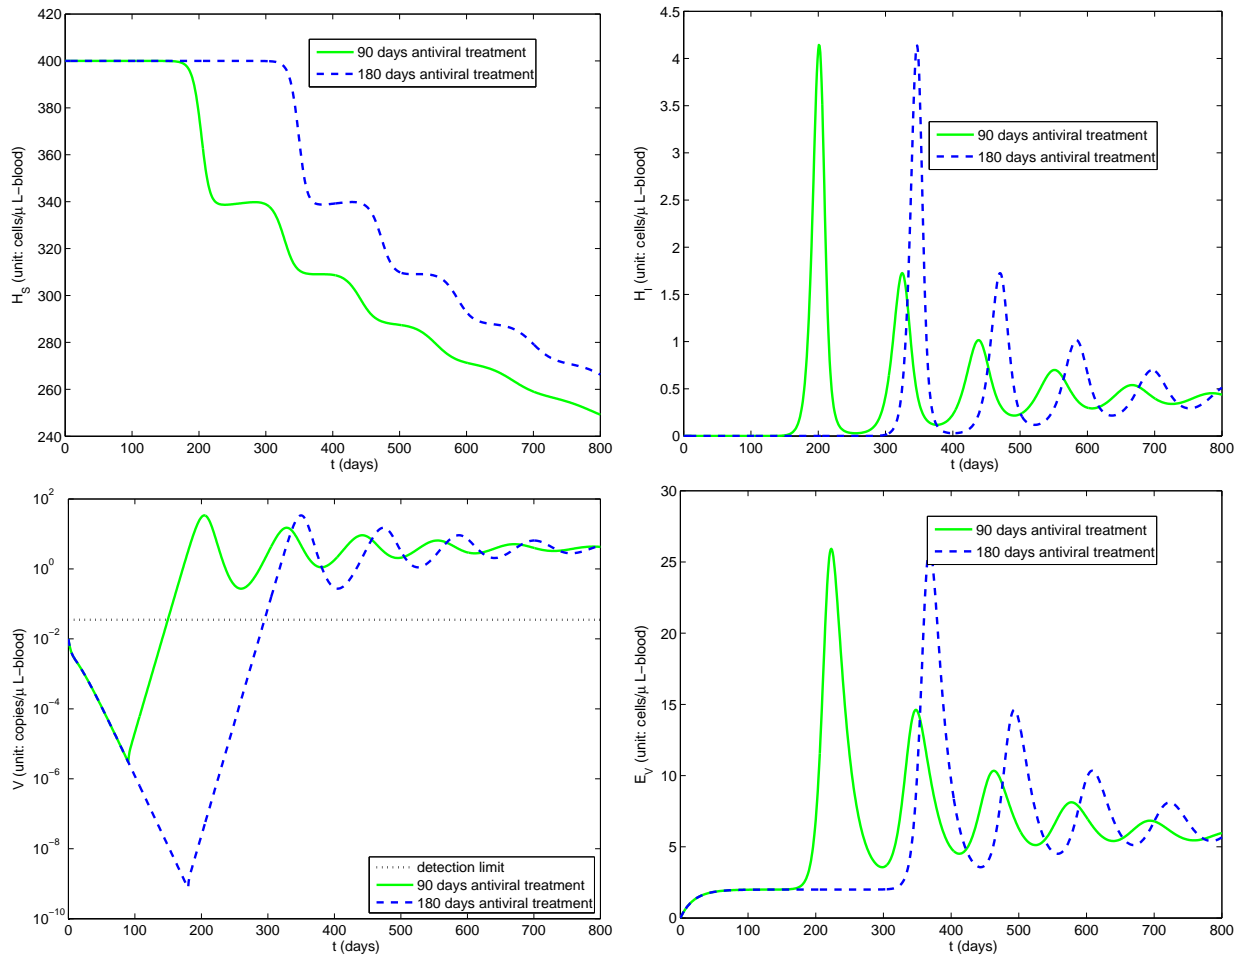 420
400
380
360
340
320
300
280
260
240
H_S (unit: cells/μ L−blood)
0 100 200 300 400 500 600 700 800
t (days)
90 days antiviral treatment
180 days antiviral treatment
4.5
4
3.5
3
2.5
2
1.5
1
0.5
0
H_I (unit: cells/μ L−blood)
0 100 200 300 400 500 600 700 800
t (days)
90 days antiviral treatment
180 days antiviral treatment
10^2
10^0
10^−2
10^−4
10^−6
10^−8
10^−10
V (unit: copies/μ L−blood)
0 100 200 300 400 500 600 700 800
t (days)
detection limit
90 days antiviral treatment
180 days antiviral treatment
30
25
20
15
10
5
0
E_V (unit: cells/μ L−blood)
0 100 200 300 400 500 600 700 800
t (days)
90 days antiviral treatment
180 days antiviral treatment